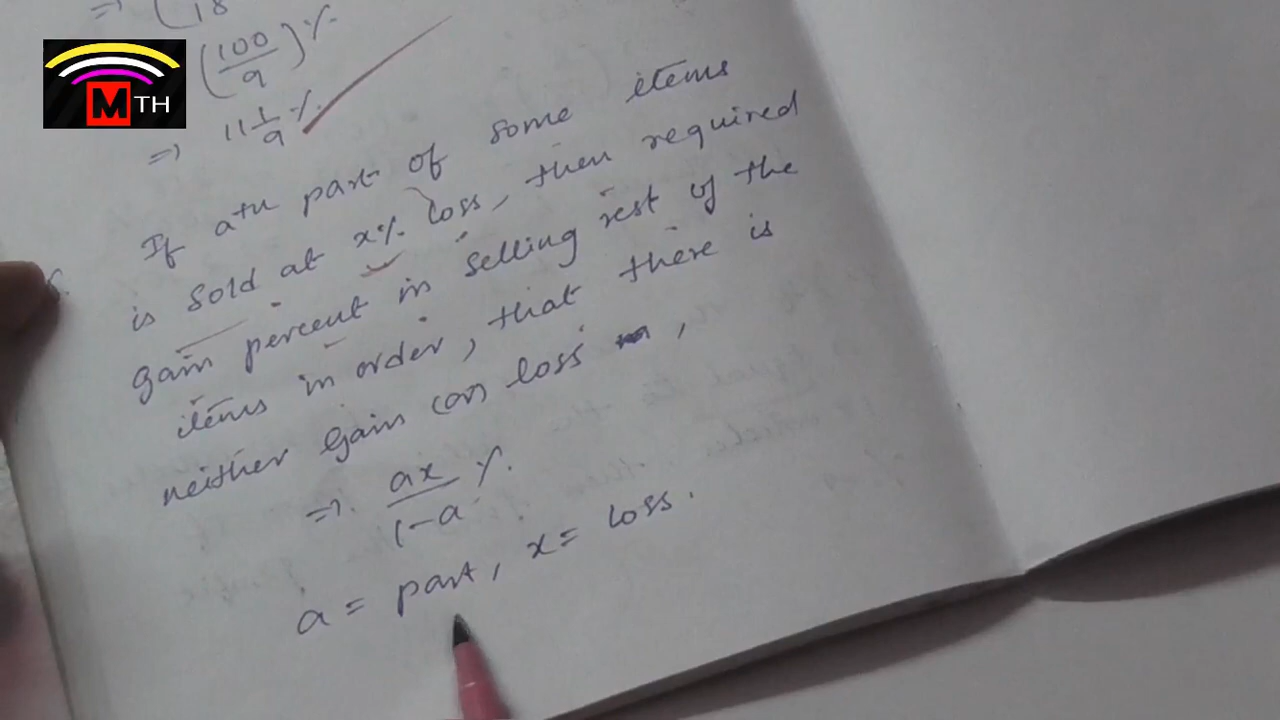 => (18
(100/9)%
=> 11 1/9 %
MTH
If ath part of some items
is sold at x% loss, then required
gain percent in selling rest of the
items in order, that there is
neither gain (or) loss,
=> ax/1-a %.
a = part, x = loss.